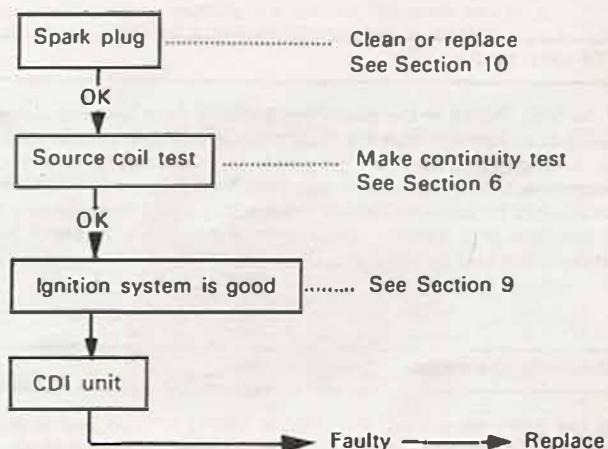 Spark plug ..................... Clean or replace
See Section 10
OK
Source coil test ..................... Make continuity test
See Section 6
OK
Ignition system is good ......... See Section 9
CDI unit
Faulty Replace